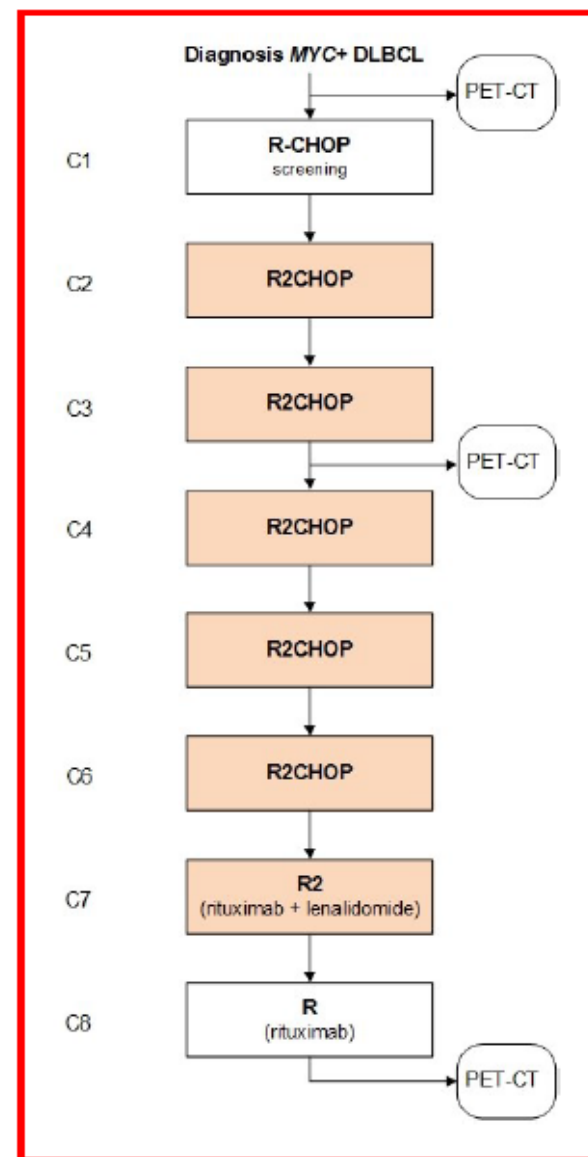 Diagnosis MYC+ DLBCL
PET-CT
C1
R-CHOP
screening
C2
R2CHOP
C3
R2CHOP
PET-CT
C4
R2CHOP
C5
R2CHOP
C6
R2CHOP
C7
R2
(rituximab + lenalidomide)
C8
R
(rituximab)
PET-CT